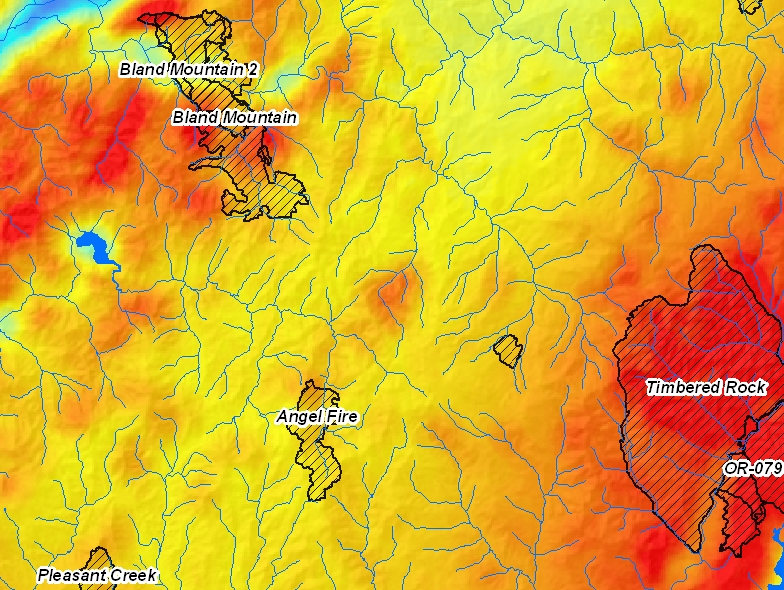 Bland Mountain 2
Bland Mountain
Timbered Rock
Angel Fire
OR-079
Pleasant Creek